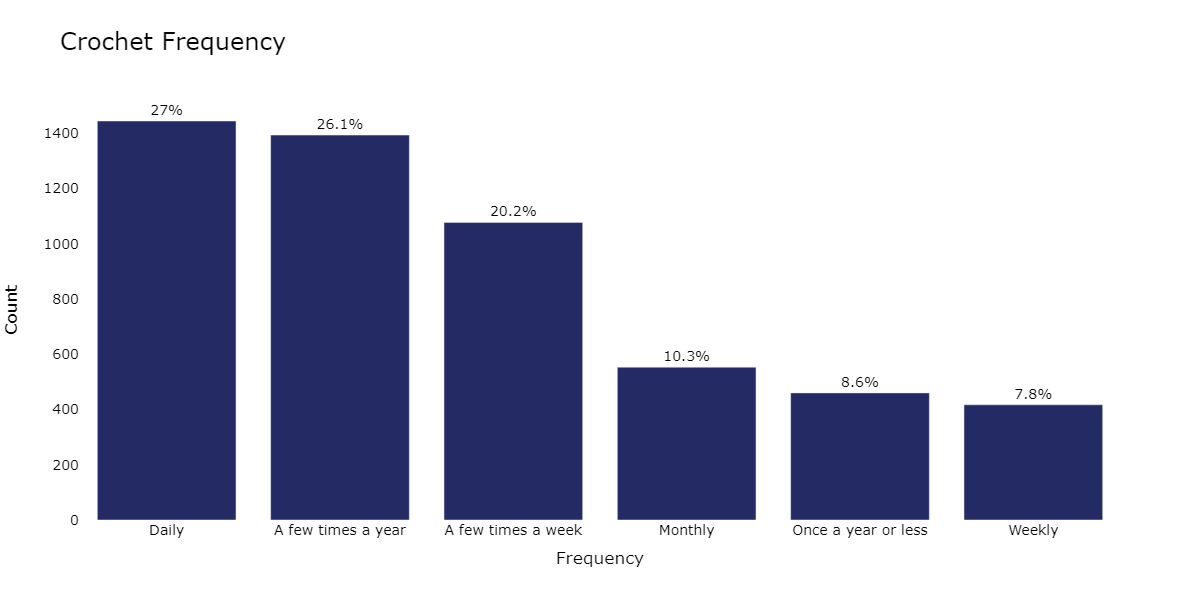 Crochet Frequency
27%
26.1%
20.2%
10.3%
8.6%
7.8%
1400
1200
1000
800
600
400
200
0
Count
Daily
A few times a year
A few times a week
Monthly
Once a year or less
Weekly
Frequency